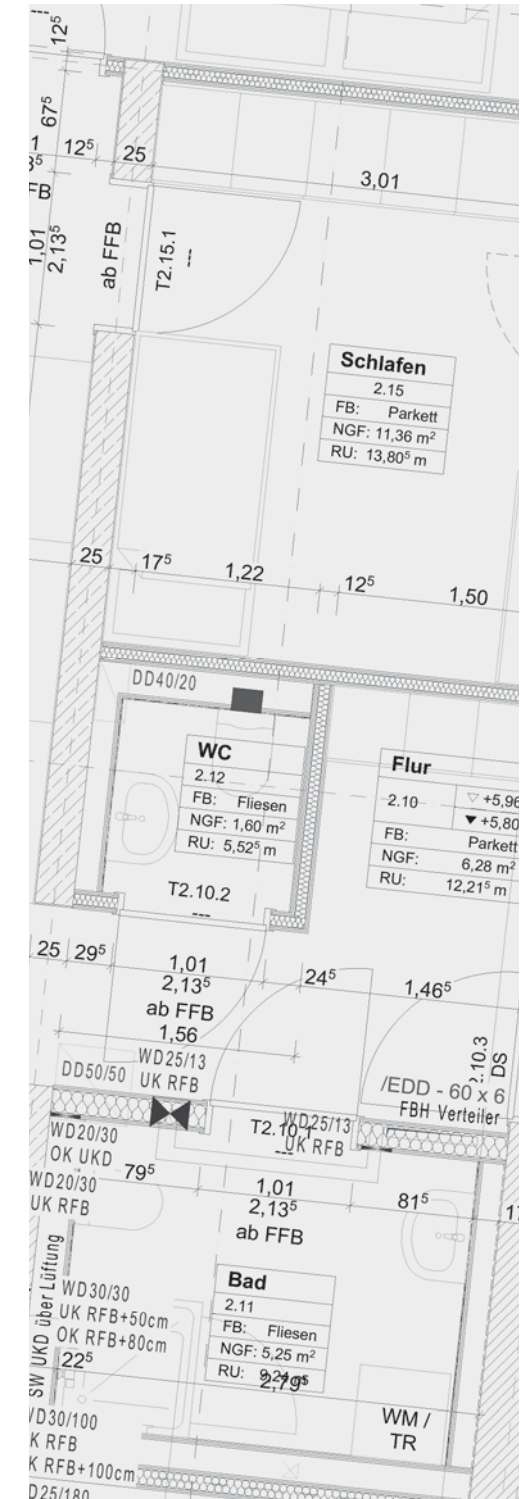 ---
12⁵
67⁵
12⁵
25
3,01
FB
1,01
2,13⁵
ab FFB
T2.15.1
---
Schlafen
2.15
FB: Parkett
NGF: 11,36 m²
RU: 13,80⁵ m
25
17⁵
1,22
12⁵
1,50
DD40/20
WC
2.12
FB: Fliesen
NGF: 1,60 m²
RU: 5,52⁵ m
Flur
2.10
+5,96
+5,80
FB: Parkett
NGF: 6,28 m²
RU: 12,21⁵ m
T2.10.2
---
25
29⁵
1,01
2,13⁵
ab FFB
24⁵
1,46⁵
1,56
DD50/50
WD25/13
UK RFB
2.10.3
DS
/EDD - 60 x 6
FBH Verteiler
WD20/30
OK UKD
T2.10.1
---
WD25/13
UK RFB
WD20/30
UK RFB
79⁵
1,01
2,13⁵
ab FFB
81⁵
17
SW UKD über Lüftung
WD30/30
UK RFB+50cm
OK RFB+80cm
Bad
2.11
FB: Fliesen
NGF: 5,25 m²
RU:
22⁵
2,79⁵
WM /
TR
VD30/100
K RFB
K RFB+100cm
D25/180